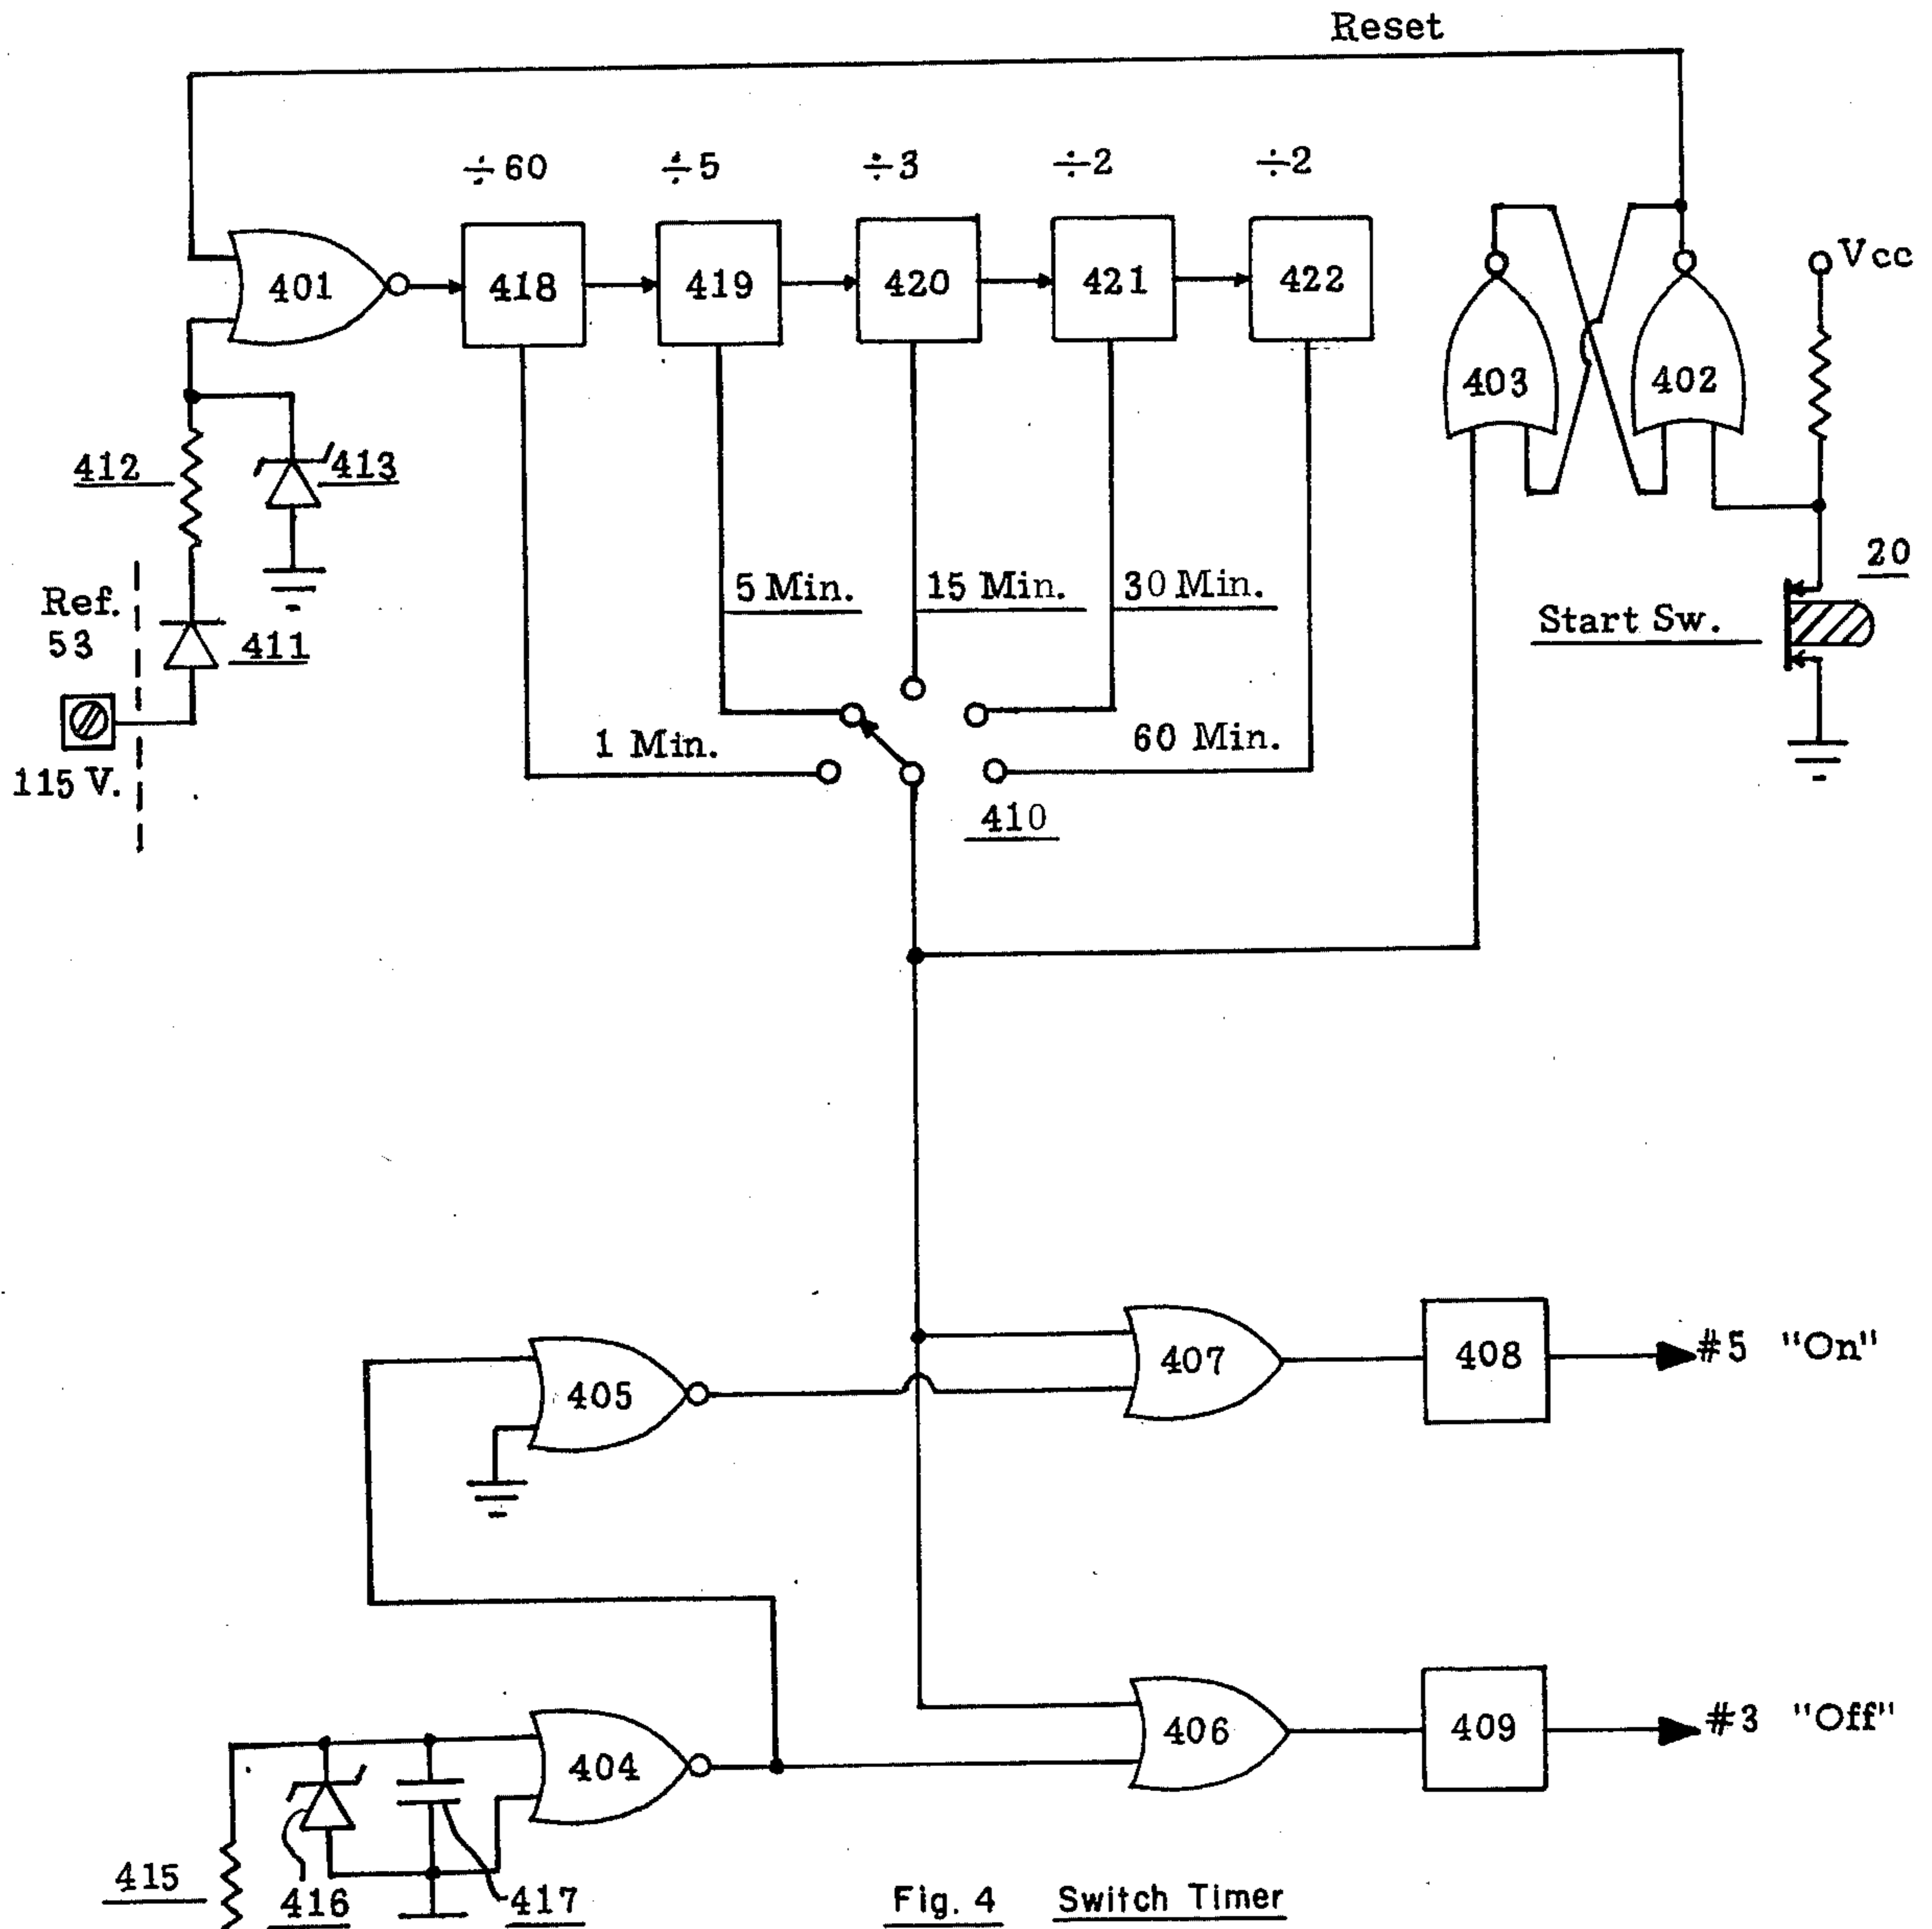 Reset
÷60 ÷5 ÷3 ÷2 ÷2
401 418 419 420 421 422
Vcc
403 402
412 413
20
5 Min. 15 Min. 30 Min.
Start Sw.
Ref.
53
411
1 Min. 60 Min.
115 V.
410
405 407 408 #5 "On"
404 406 409 #3 "Off"
415 416 417
Fig. 4 Switch Timer